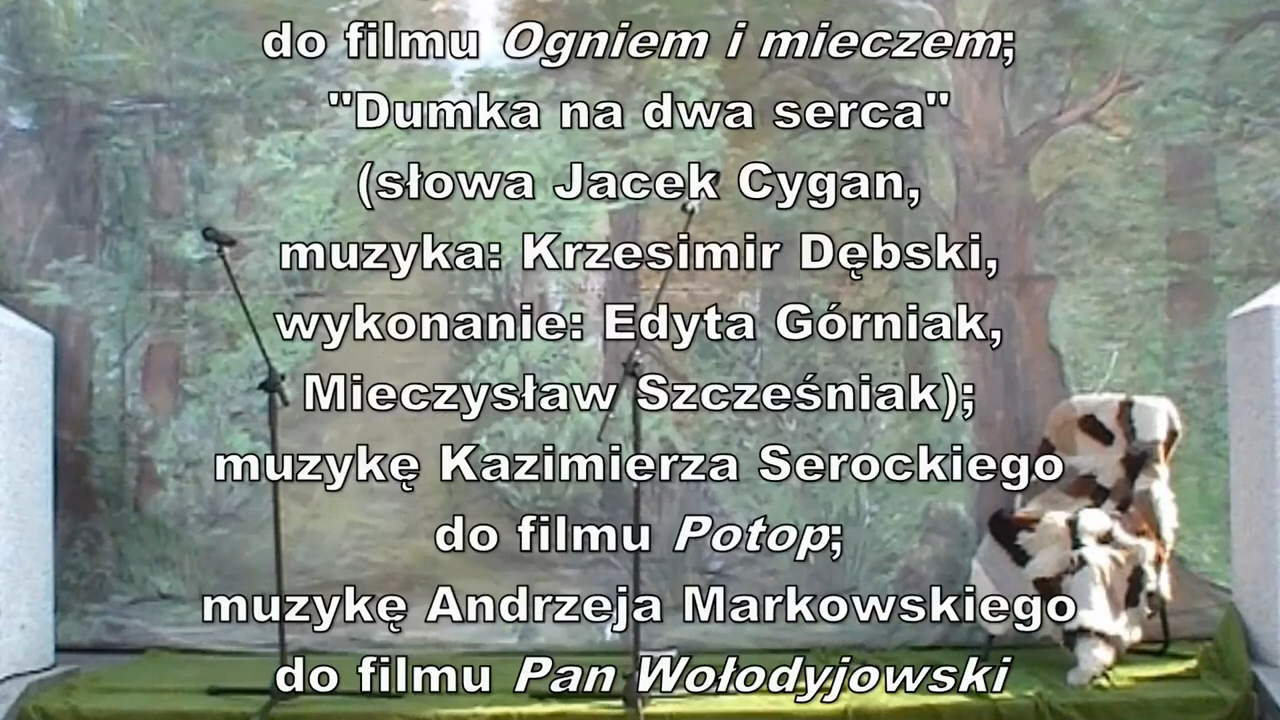 do filmu Ogniem i mieczem;
"Dumka na dwa serca"
(słowa Jacek Cygan,
muzyka: Krzesimir Dębski,
wykonanie: Edyta Górniak,
Mieczysław Szcześniak);
muzykę Kazimierza Serockiego
do filmu Potop;
muzykę Andrzeja Markowskiego
do filmu Pan Wołodyjowski